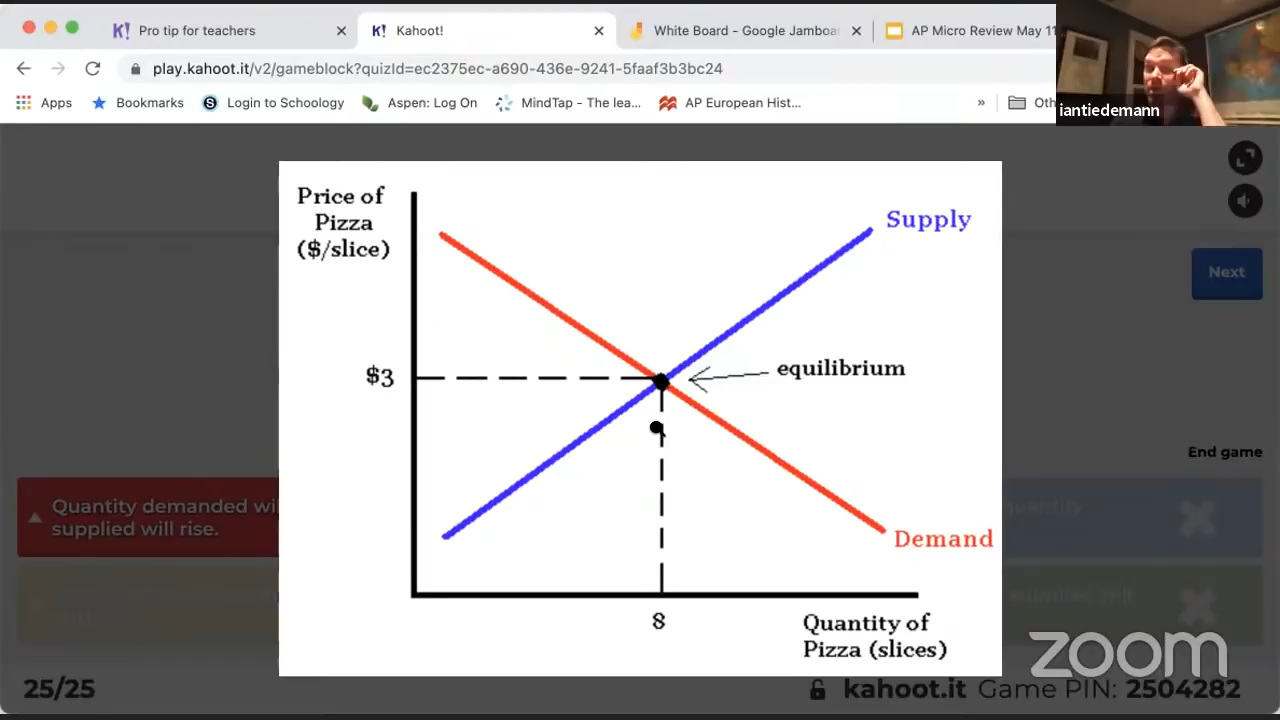 K! Pro tip for teachers
K! Kahoot!
White Board - Google Jamboa
AP Micro Review May 11
play.kahoot.it/v2/gameblock?quizId=ec2375ec-a690-436e-9241-5faaf3b3bc24
Apps
Bookmarks
S Login to Schoology
Aspen: Log On
MindTap - The lea...
AP European Hist...
»
Oth
iantiedemann
Price of
Pizza
($/slice)
Supply
Next
$3
equilibrium
End game
Quantity demanded wi
supplied will rise.
quantity
Demand
8
Quantity of
Pizza (slices)
zoom
25/25
kahoot.it Game PIN: 2504282